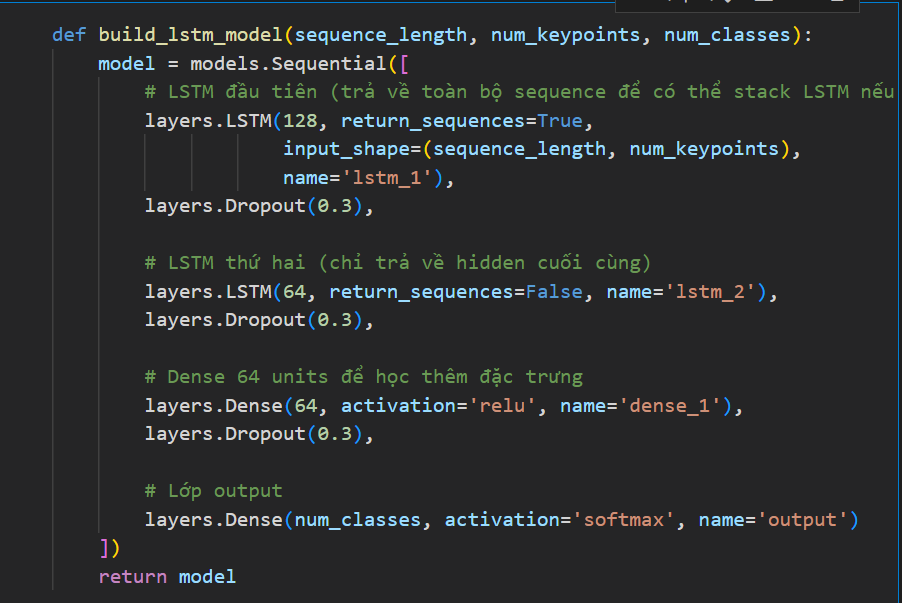 def build_lstm_model(sequence_length, num_keypoints, num_classes):
    model = models.Sequential([
        # LSTM đầu tiên (trả về toàn bộ sequence để có thể stack LSTM nếu
        layers.LSTM(128, return_sequences=True,
                    input_shape=(sequence_length, num_keypoints),
                    name='lstm_1'),
        layers.Dropout(0.3),

        # LSTM thứ hai (chỉ trả về hidden cuối cùng)
        layers.LSTM(64, return_sequences=False, name='lstm_2'),
        layers.Dropout(0.3),

        # Dense 64 units để học thêm đặc trưng
        layers.Dense(64, activation='relu', name='dense_1'),
        layers.Dropout(0.3),

        # Lớp output
        layers.Dense(num_classes, activation='softmax', name='output')
    ])
    return model